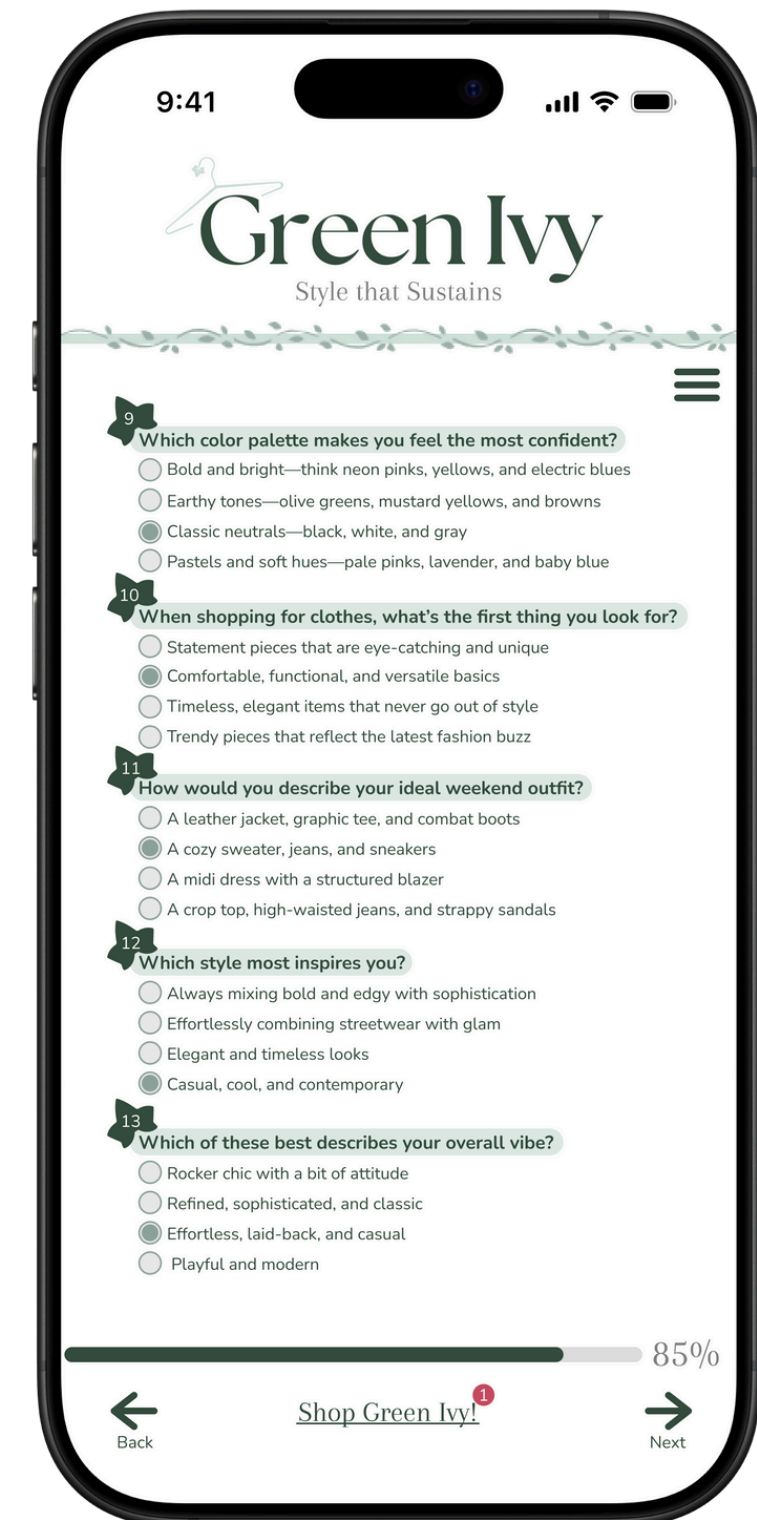 9:41
Green Ivy
Style that Sustains
9
Which color palette makes you feel the most confident?
Bold and bright—think neon pinks, yellows, and electric blues
Earthy tones—olive greens, mustard yellows, and browns
Classic neutrals—black, white, and gray
Pastels and soft hues—pale pinks, lavender, and baby blue
10
When shopping for clothes, what’s the first thing you look for?
Statement pieces that are eye-catching and unique
Comfortable, functional, and versatile basics
Timeless, elegant items that never go out of style
Trendy pieces that reflect the latest fashion buzz
11
How would you describe your ideal weekend outfit?
A leather jacket, graphic tee, and combat boots
A cozy sweater, jeans, and sneakers
A midi dress with a structured blazer
A crop top, high-waisted jeans, and strappy sandals
12
Which style most inspires you?
Always mixing bold and edgy with sophistication
Effortlessly combining streetwear with glam
Elegant and timeless looks
Casual, cool, and contemporary
13
Which of these best describes your overall vibe?
Rocker chic with a bit of attitude
Refined, sophisticated, and classic
Effortless, laid-back, and casual
Playful and modern
85%
Shop Green Ivy! 1
Back
Next